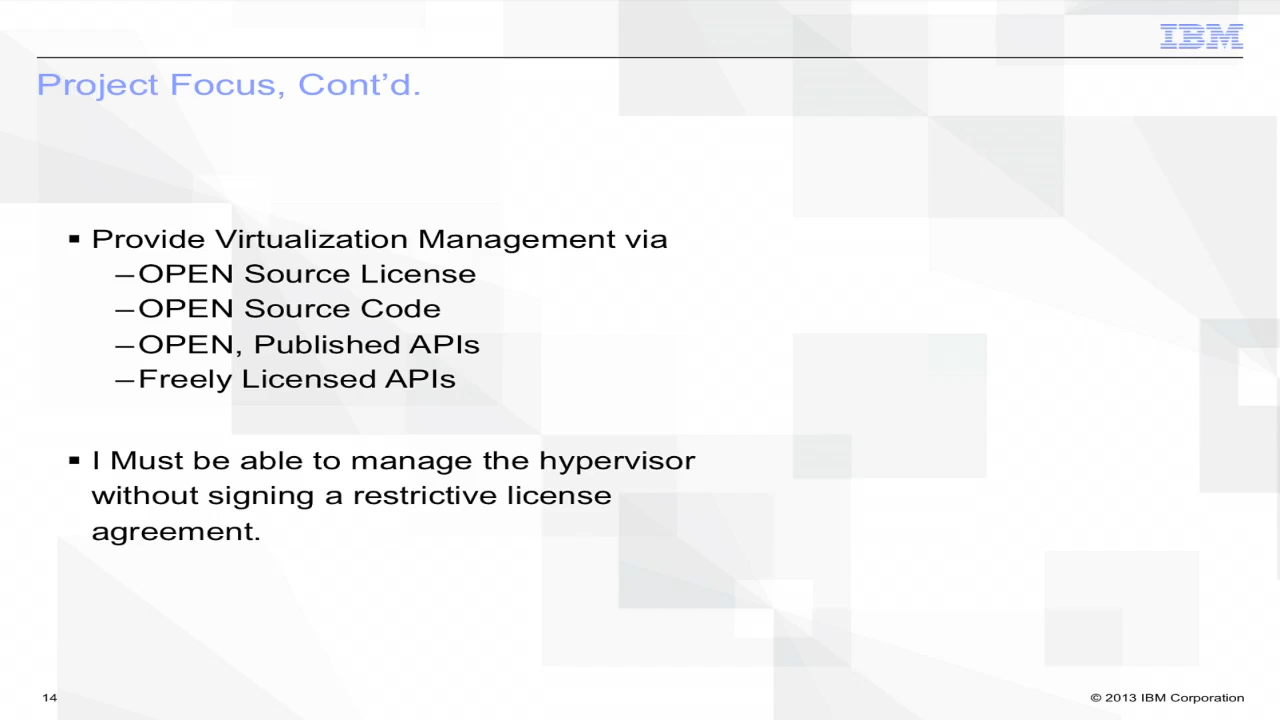 IBM
Project Focus, Cont’d.
▪ Provide Virtualization Management via
–OPEN Source License
–OPEN Source Code
–OPEN, Published APIs
–Freely Licensed APIs
▪ I Must be able to manage the hypervisor
without signing a restrictive license
agreement.
14
© 2013 IBM Corporation